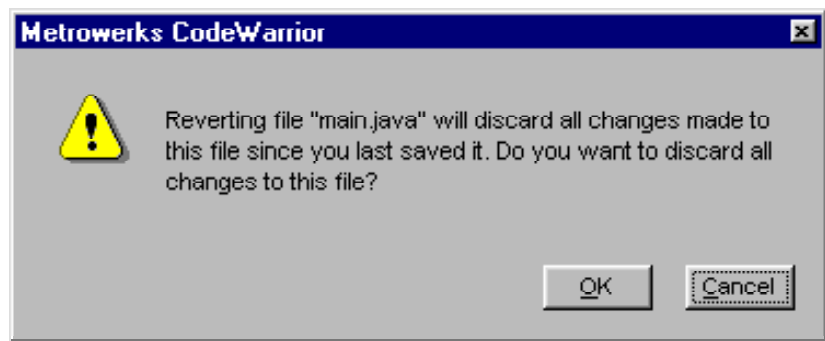 Metrowerks CodeWarrior
Reverting file "main.java" will discard all changes made to
this file since you last saved it. Do you want to discard all
changes to this file?
OK
Cancel